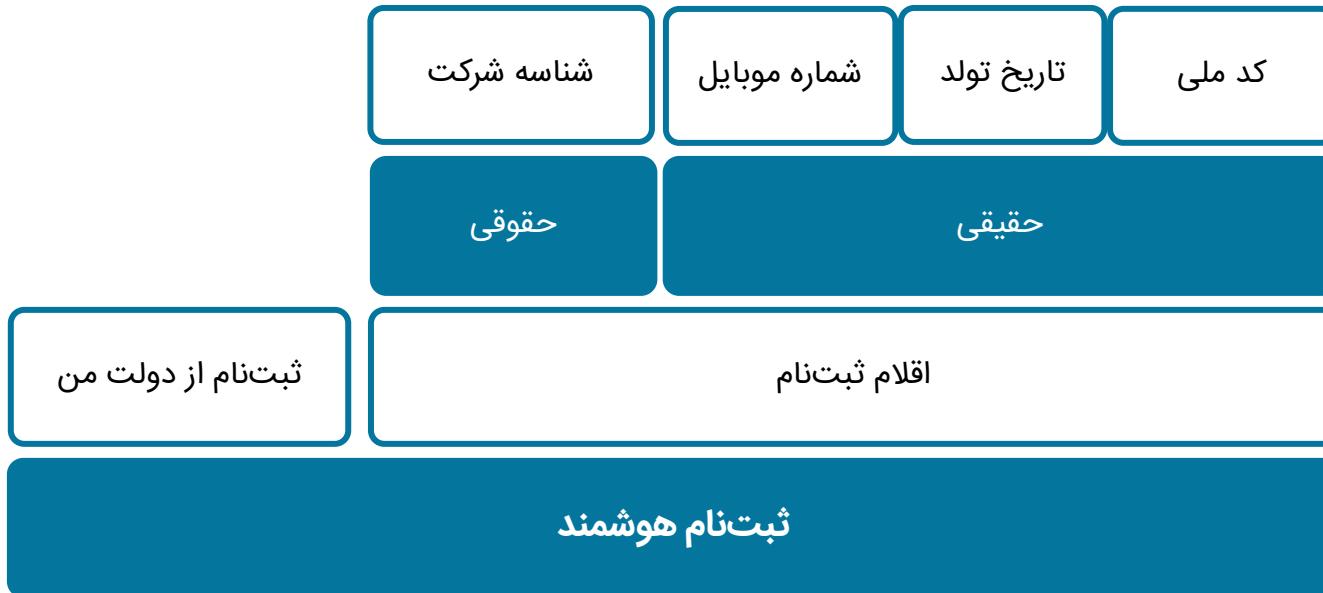 کد ملی
تاریخ تولد
شماره موبایل
شناسه شرکت
حقیقی
حقوقی
اقلام ثبت‌نام
ثبت‌نام از دولت من
ثبت‌نام هوشمند